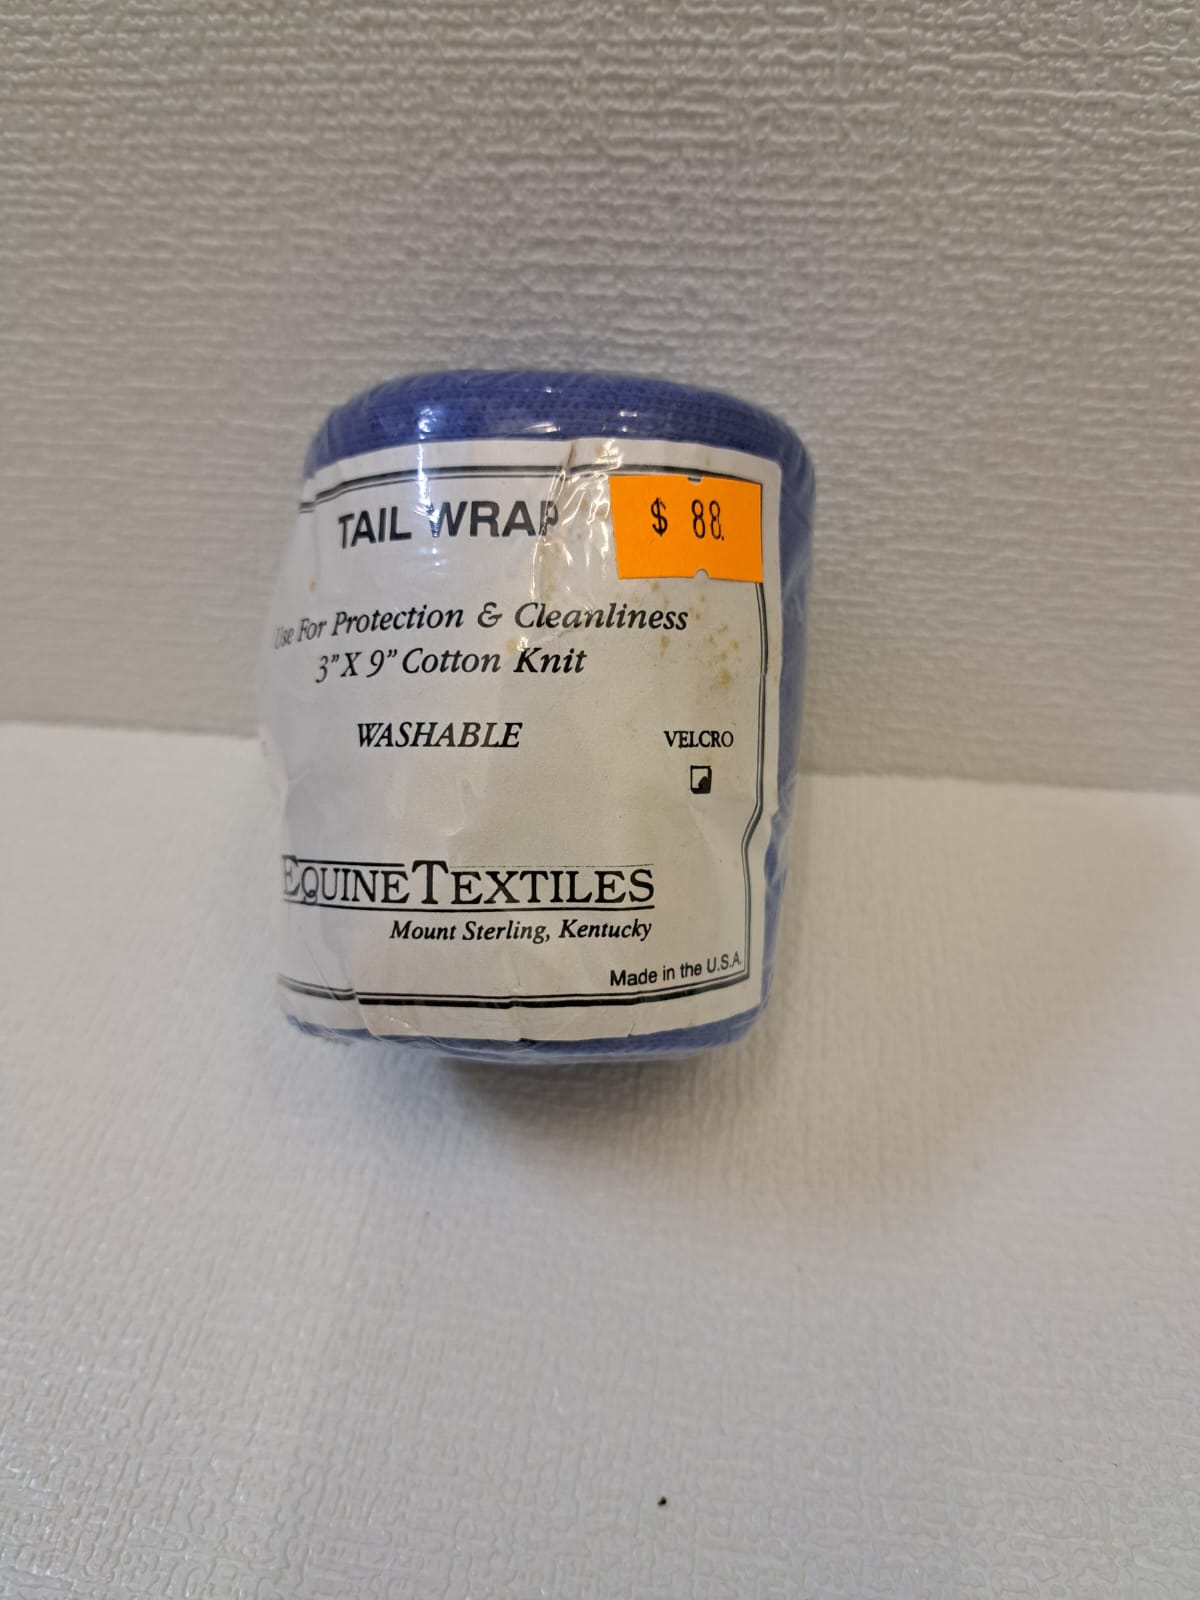 TAIL WRAP
$ 88.
Use For Protection & Cleanliness
3”X 9” Cotton Knit
WASHABLE
VELCRO
EQUINE TEXTILES
Mount Sterling, Kentucky
Made in the U.S.A.